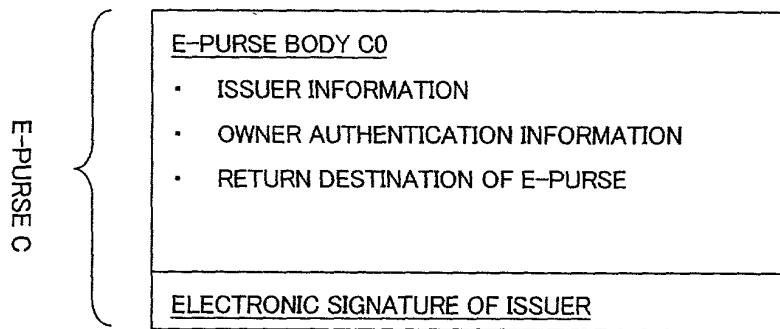 E-PURSE C
E-PURSE BODY C0
・ ISSUER INFORMATION
・ OWNER AUTHENTICATION INFORMATION
・ RETURN DESTINATION OF E-PURSE
ELECTRONIC SIGNATURE OF ISSUER